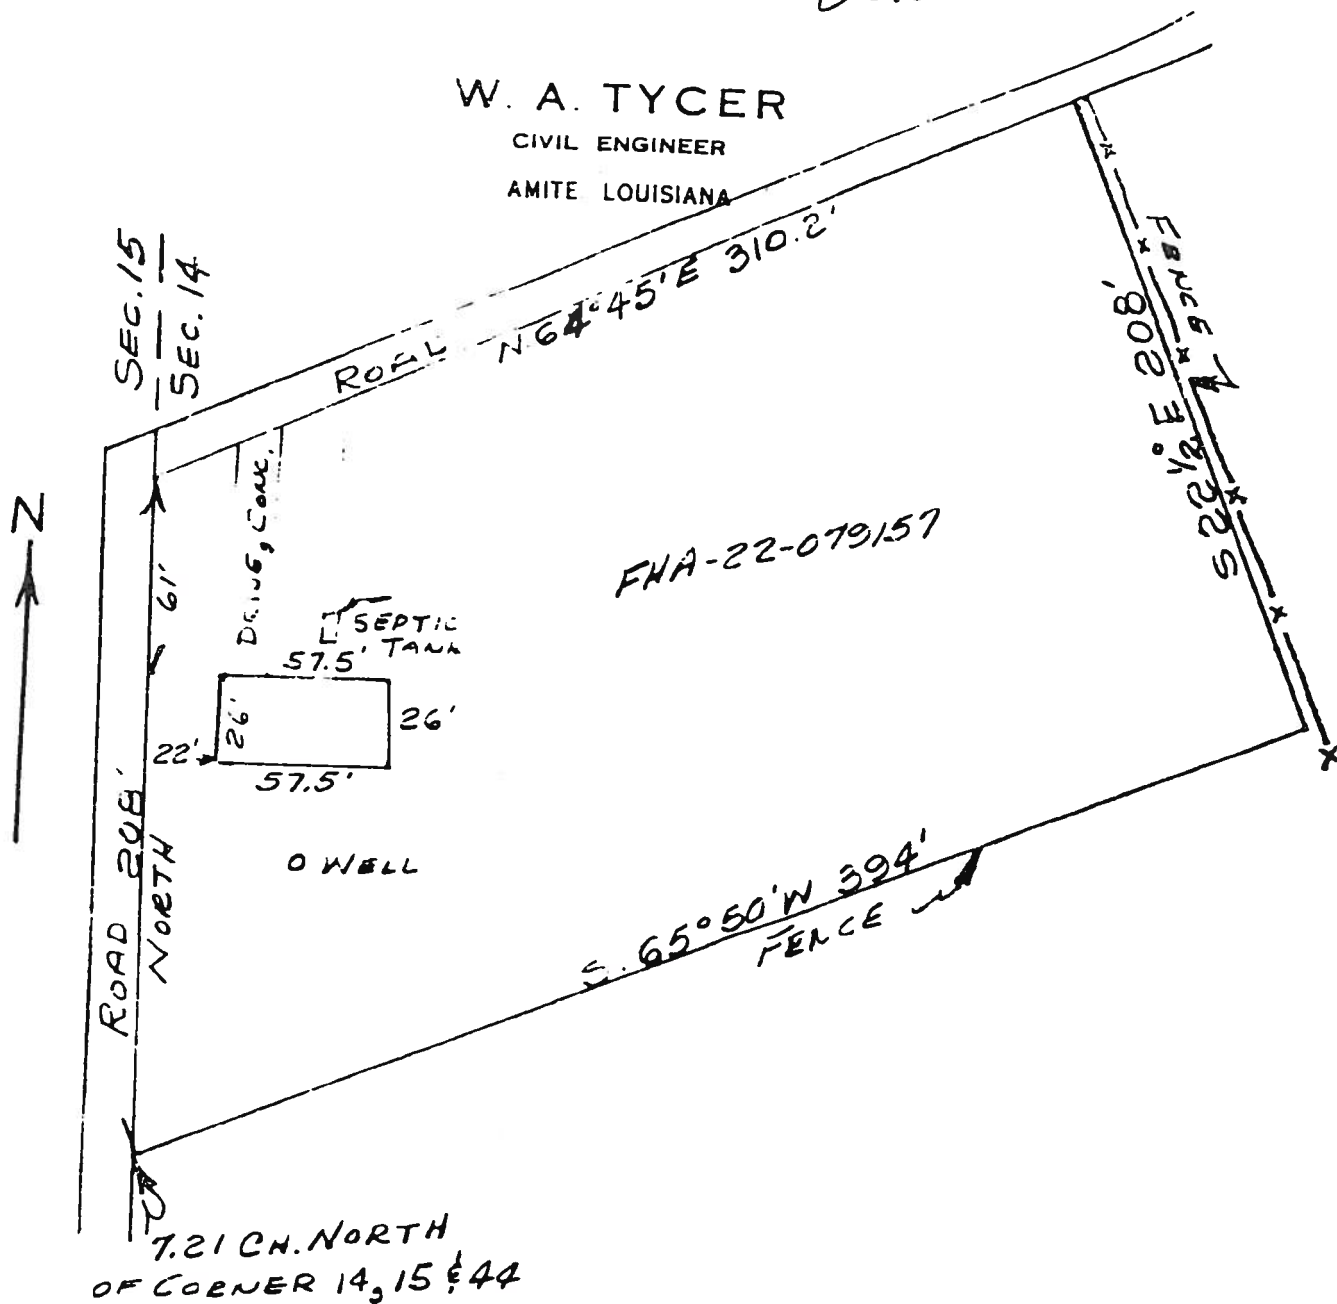 W. A. TYCER
CIVIL ENGINEER
AMITE LOUISIANA
SEC. 15
SEC. 14
ROAD
N 64° 45' E 310.2'
FENCE
S 22 1/2° E 208'
N
61'
FHA-22-079157
SEPTIC
TANK
57.5'
26'
26'
22'
57.5'
O WELL
ROAD 208'
NORTH
S. 65° 50' W 394'
FENCE
7.21 CH. NORTH
OF CORNER 14, 15 & 44